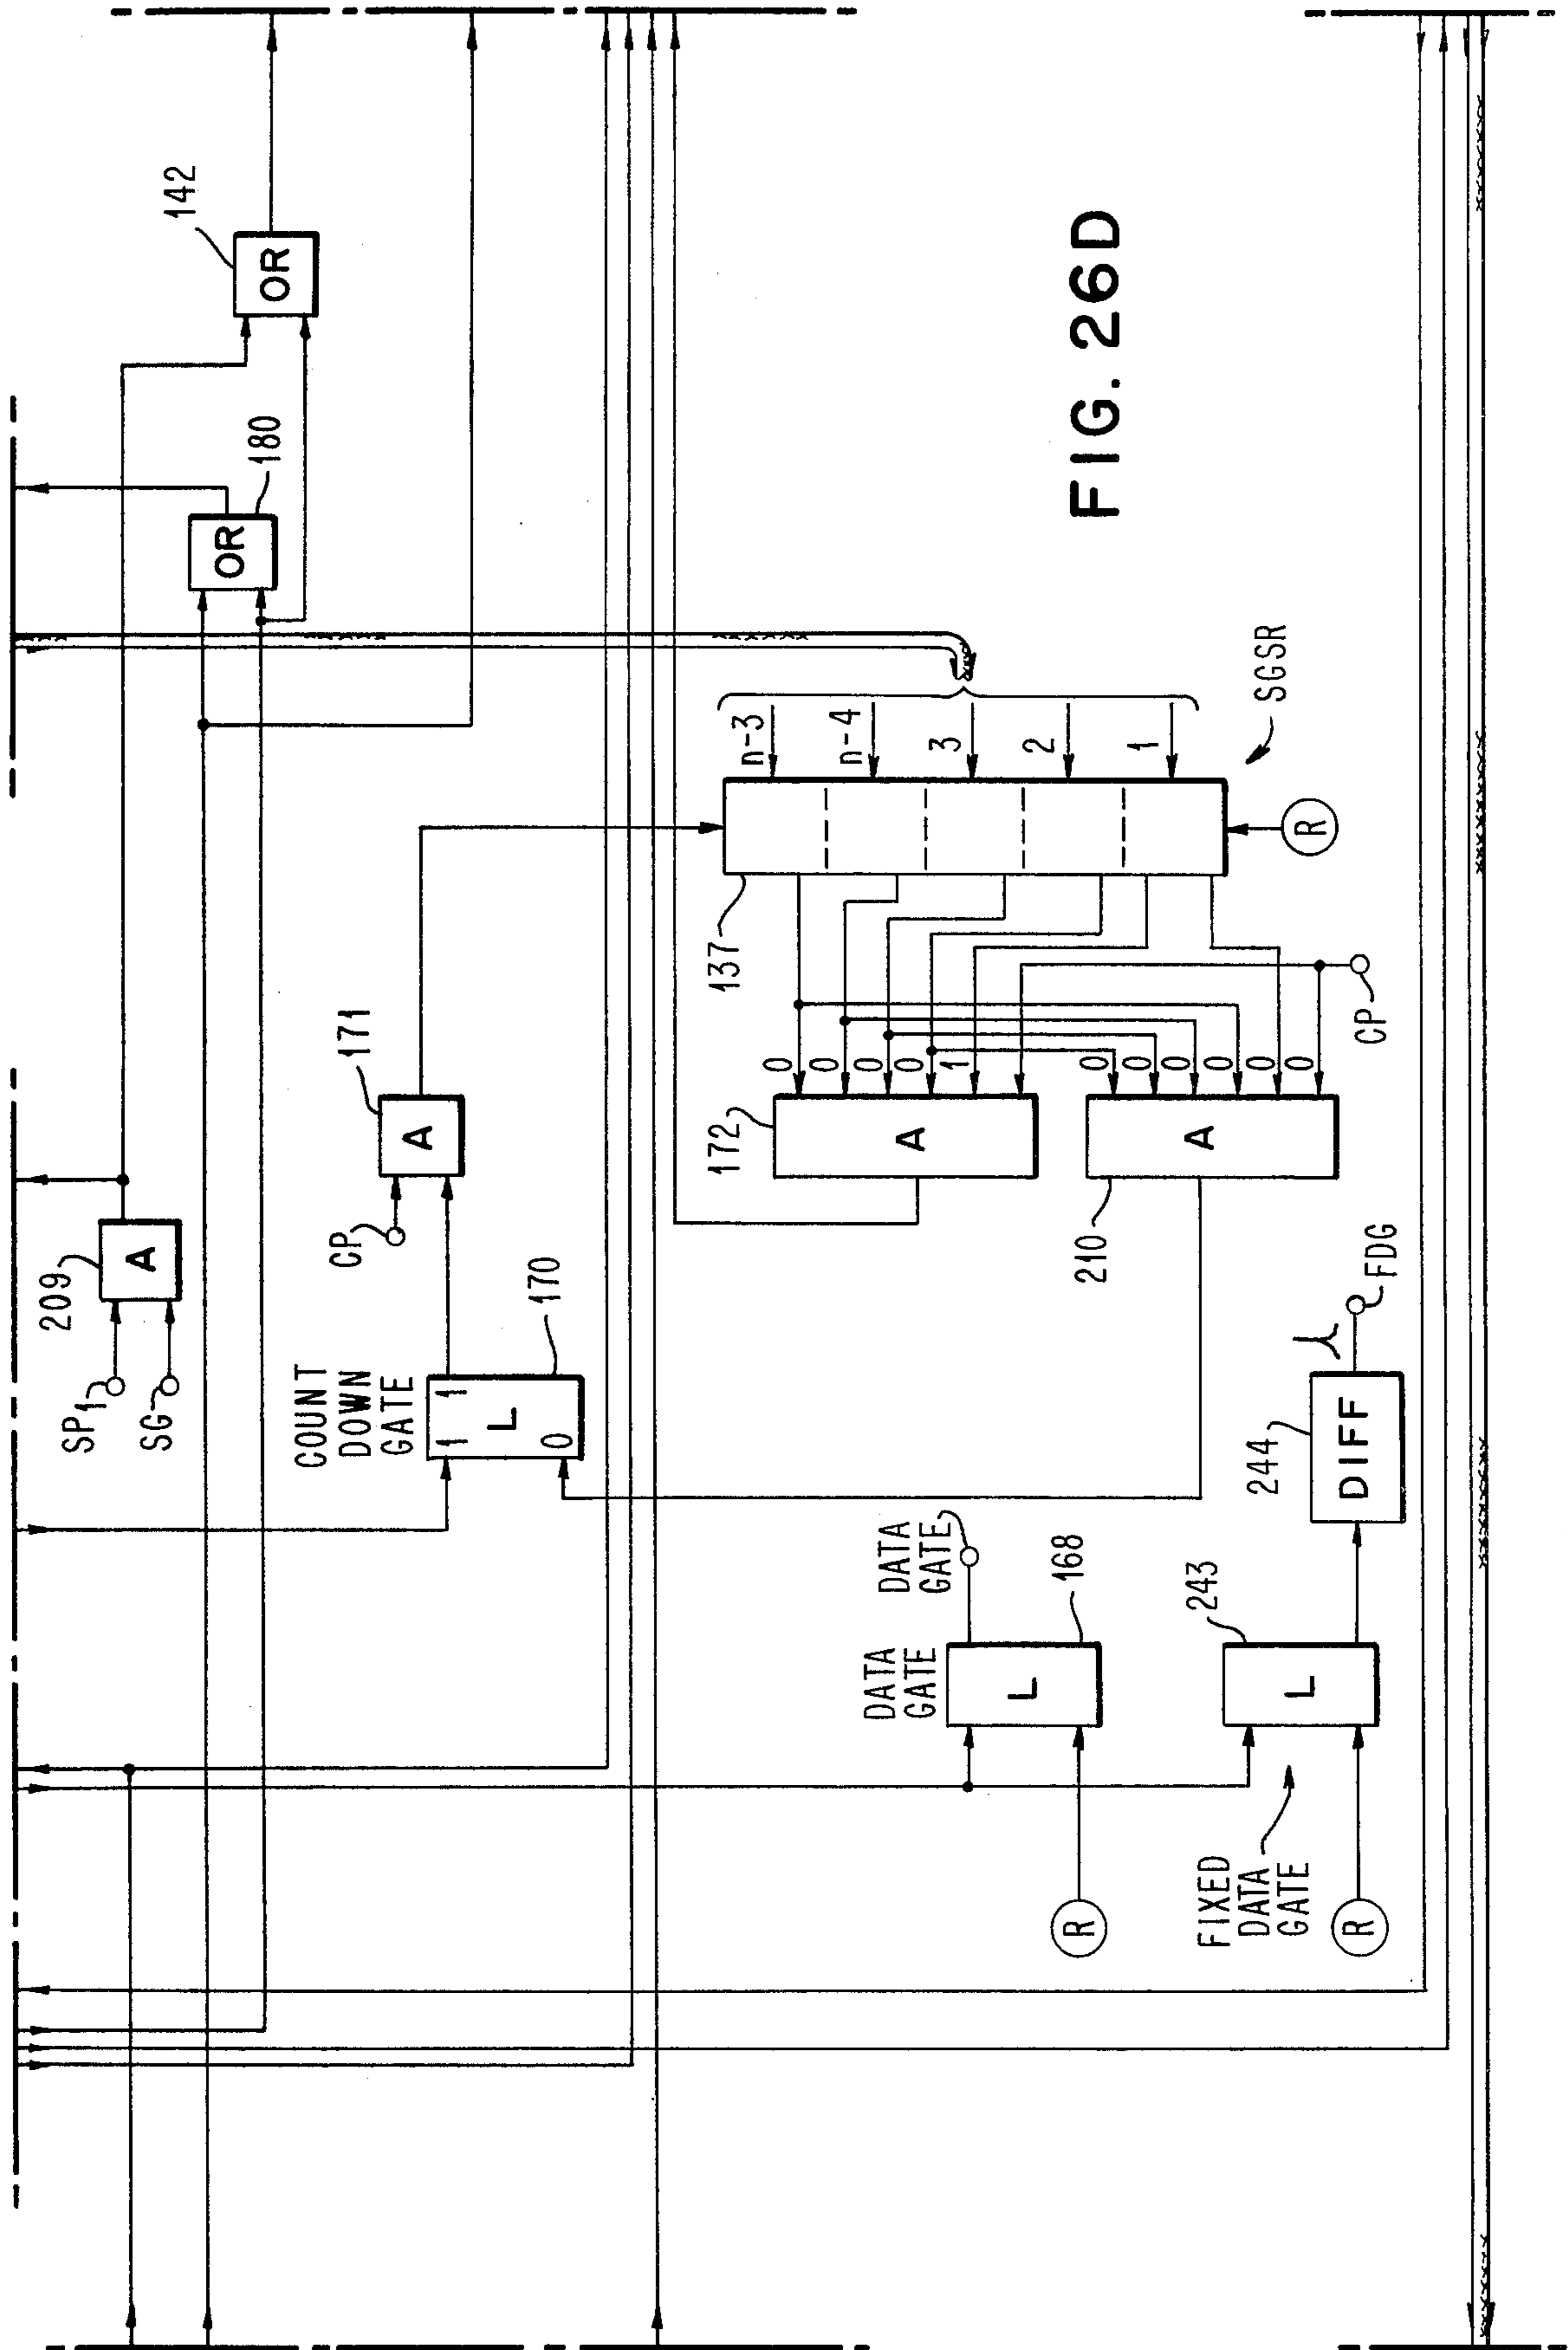 209
SP1
SG
A
142
OR
180
OR
COUNT
DOWN
GATE
1 1
L
0
170
CP
171
A
172
A
0
0
0
0
1
137
n-3
n-4
3
2
1
SGSR
R
210
A
0
0
0
0
0
0
CP
DATA
GATE
DATA
GATE
L
168
R
FIXED
DATA
GATE
243
L
R
244
DIFF
FDG
FIG. 26D